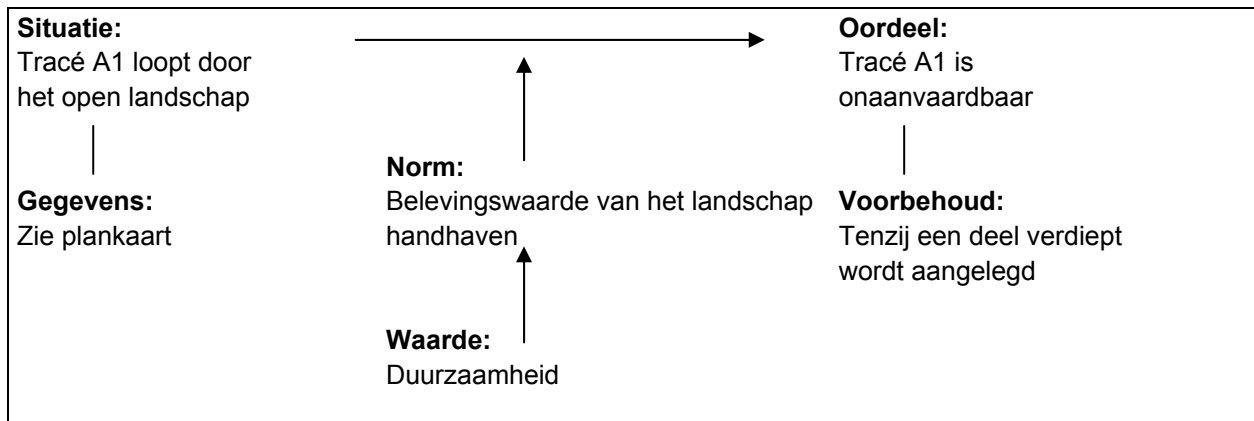 Situatie:
Tracé A1 loopt door
het open landschap
Gegevens:
Zie plankaart
Norm:
Belevingswaarde van het landschap
handhaven
Waarde:
Duurzaamheid
Oordeel:
Tracé A1 is
onaanvaardbaar
Voorbehoud:
Tenzij een deel verdiept
wordt aangelegd